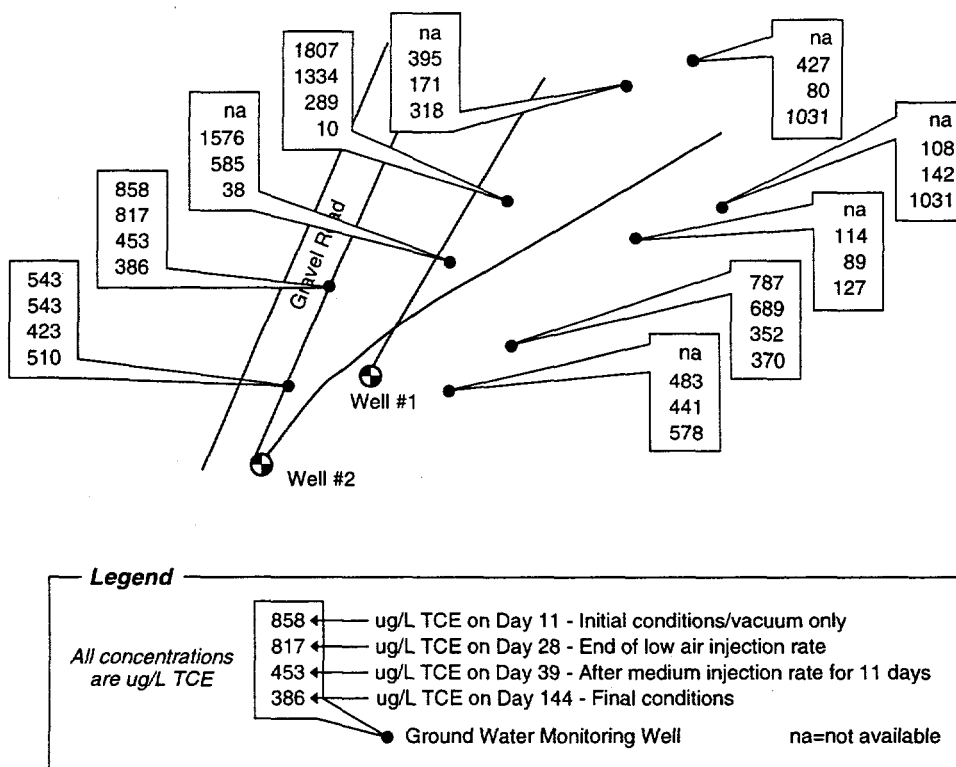 1807
1334
289
10
na
395
171
318
na
427
80
1031
na
1576
585
38
na
108
142
1031
858
817
453
386
na
114
89
127
543
543
423
510
787
689
352
370
na
483
441
578
Gravel Road
Well #1
Well #2
Legend
All concentrations
are ug/L TCE
858 ug/L TCE on Day 11 - Initial conditions/vacuum only
817 ug/L TCE on Day 28 - End of low air injection rate
453 ug/L TCE on Day 39 - After medium injection rate for 11 days
386 ug/L TCE on Day 144 - Final conditions
Ground Water Monitoring Well
na=not available